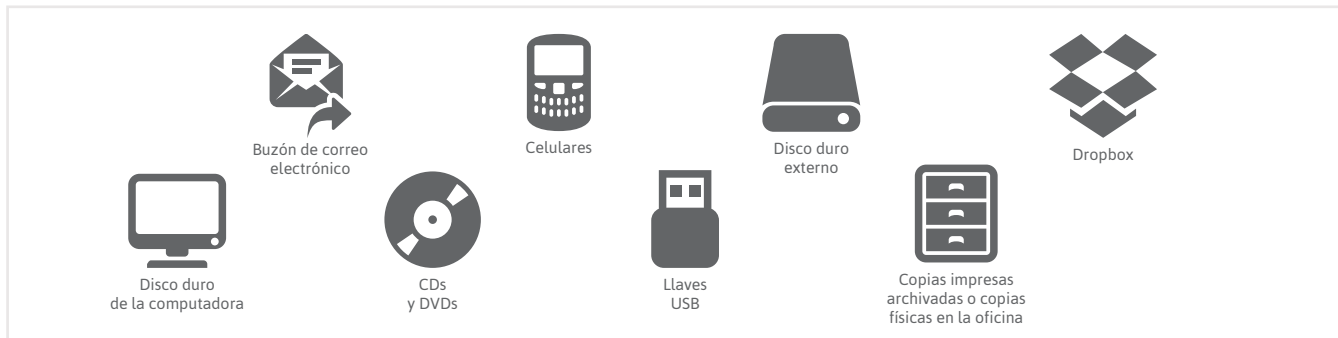 Buzón de correo
electrónico
Celulares
Disco duro
externo
Dropbox
Disco duro
de la computadora
CDs
y DVDs
Llaves
USB
Copias impresas
archivadas o copias
físicas en la oficina